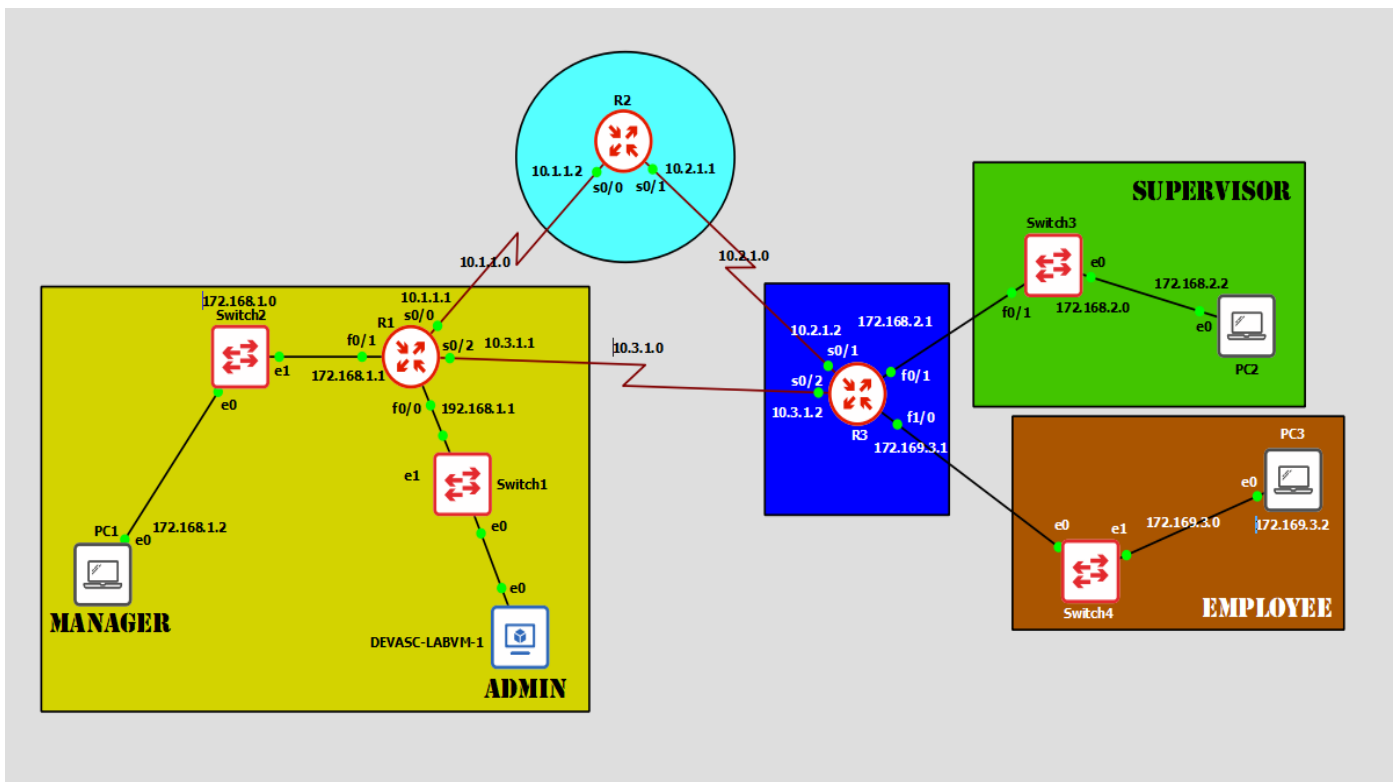 R2
10.1.1.2
10.2.1.1
s0/0
s0/1
10.1.1.0
10.2.1.0
SUPERVISOR
Switch3
e0
172.168.2.2
f0/1
172.168.2.0
e0
PC2
172.168.1.0
Switch2
10.1.1.1
s0/0
R1
f0/1
s0/2
10.3.1.1
10.3.1.0
e1
172.168.1.1
e0
f0/0
192.168.1.1
e1
Switch1
e0
PC1
172.168.1.2
e0
MANAGER
e0
DEVASC-LABVM-1
ADMIN
10.2.1.2
172.168.2.1
s0/1
s0/2
f0/1
10.3.1.2
f1/0
R3
172.169.3.1
PC3
e0
e0
e1
172.169.3.0
172.169.3.2
Switch4
EMPLOYEE